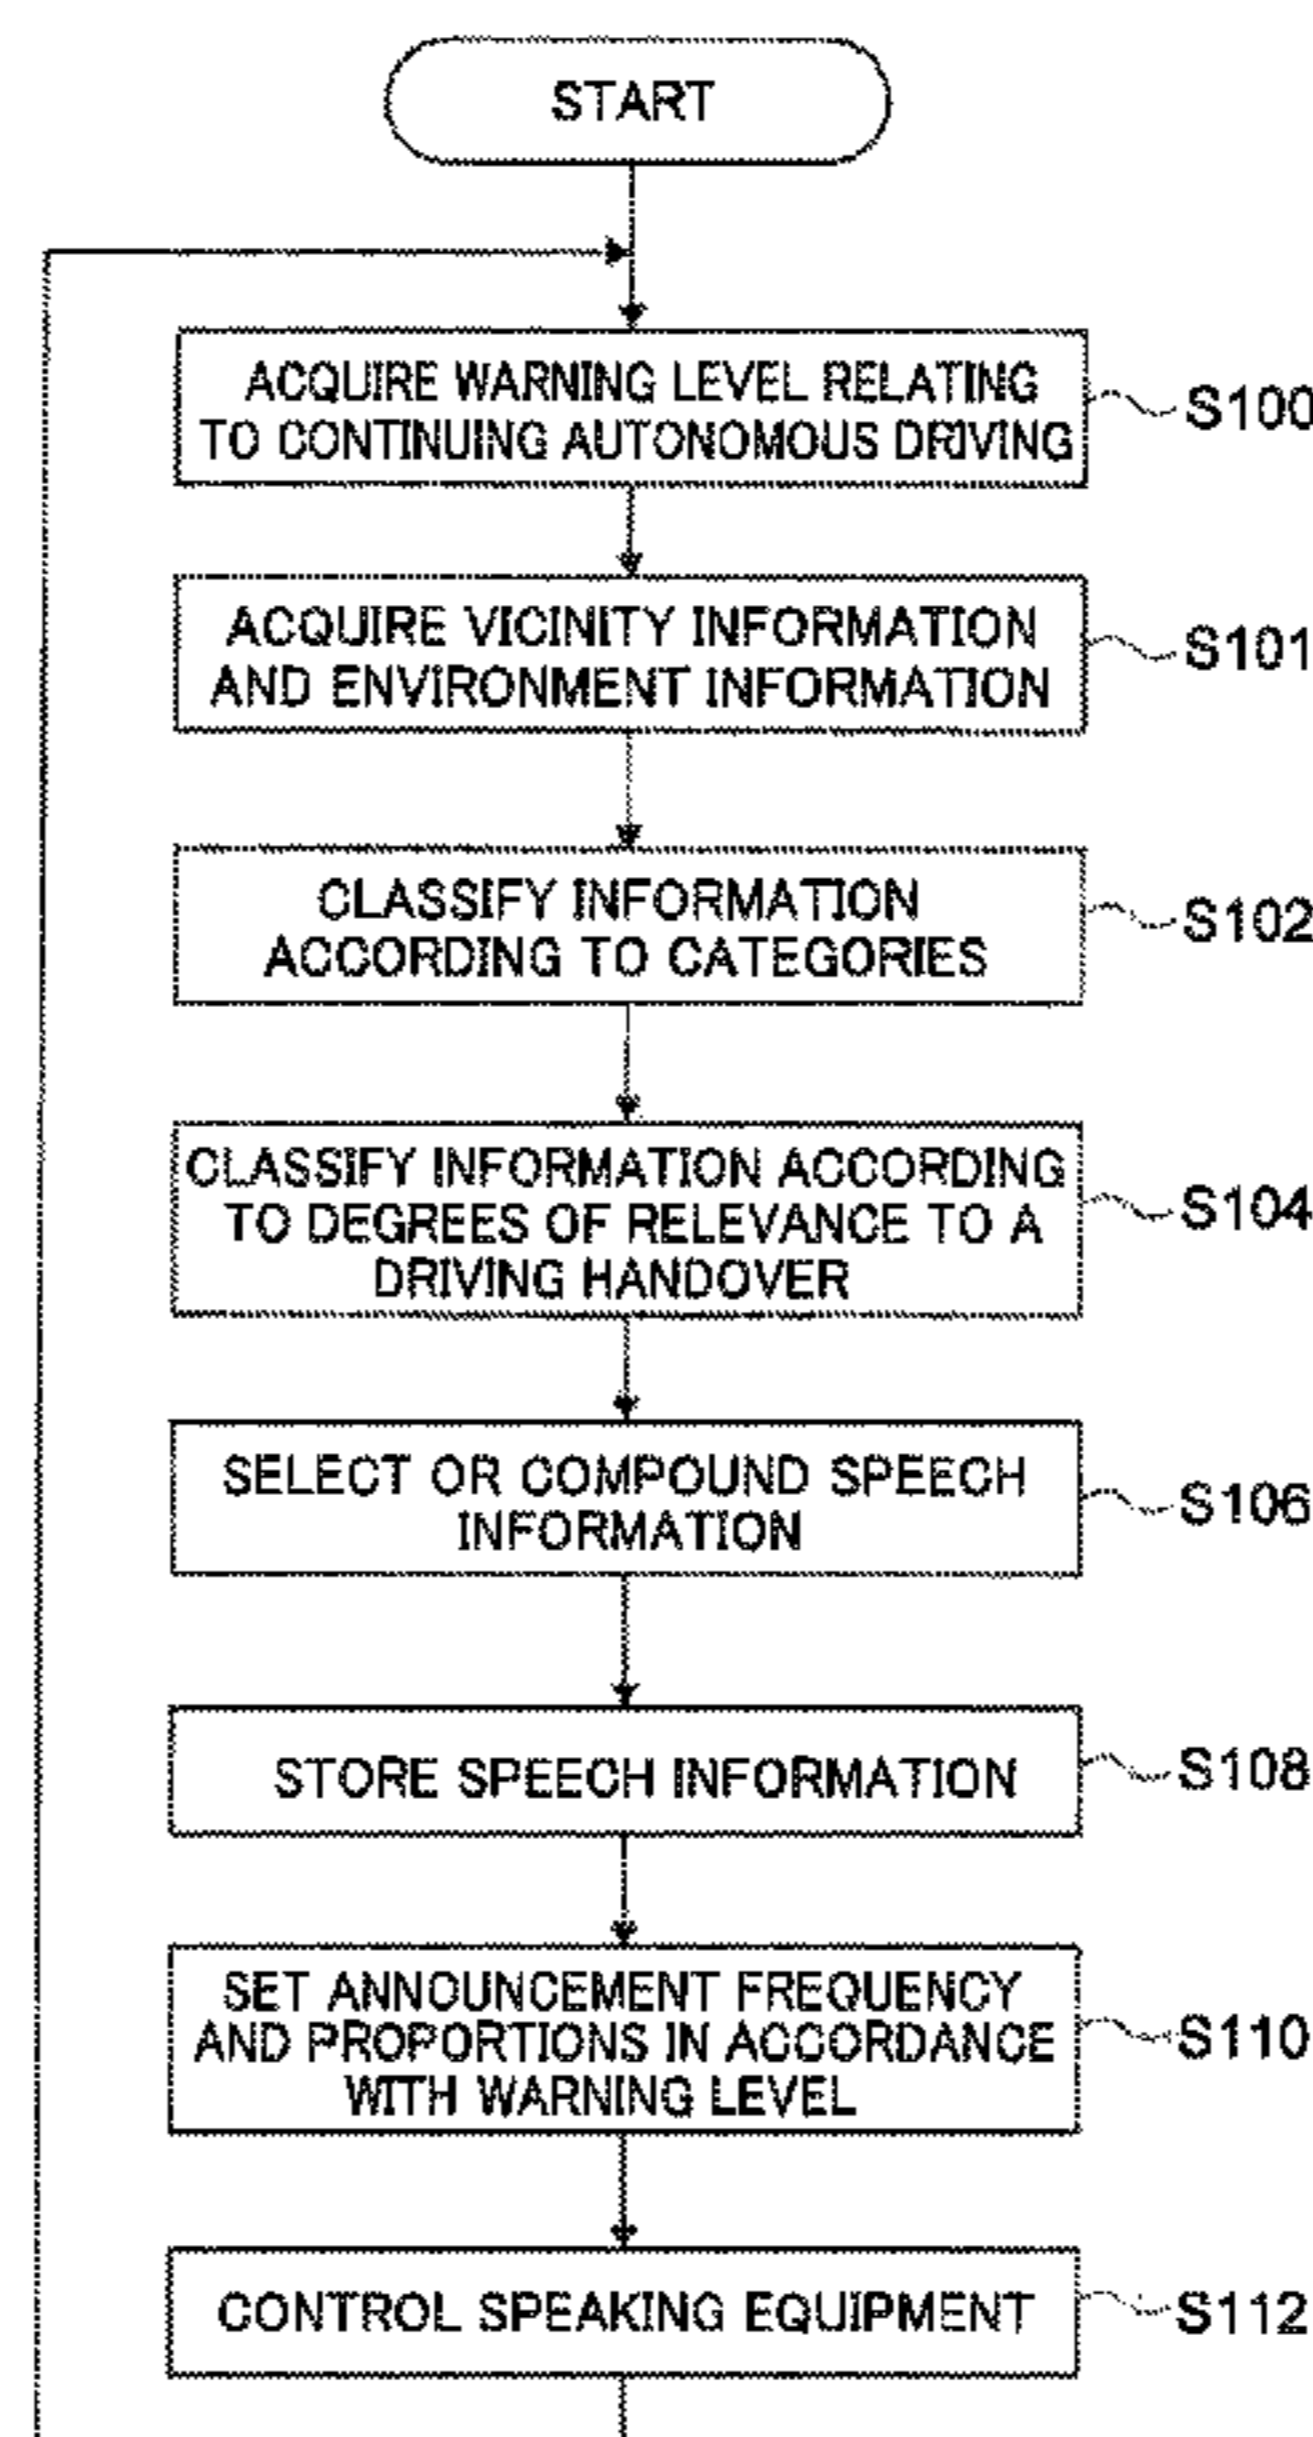 START
ACQUIRE WARNING LEVEL RELATING
TO CONTINUING AUTONOMOUS DRIVING
S100
ACQUIRE VICINITY INFORMATION
AND ENVIRONMENT INFORMATION
S101
CLASSIFY INFORMATION
ACCORDING TO CATEGORIES
S102
CLASSIFY INFORMATION ACCORDING
TO DEGREES OF RELEVANCE TO A
DRIVING HANDOVER
S104
SELECT OR COMPOUND SPEECH
INFORMATION
S106
STORE SPEECH INFORMATION
S108
SET ANNOUNCEMENT FREQUENCY
AND PROPORTIONS IN ACCORDANCE
WITH WARNING LEVEL
S110
CONTROL SPEAKING EQUIPMENT
S112